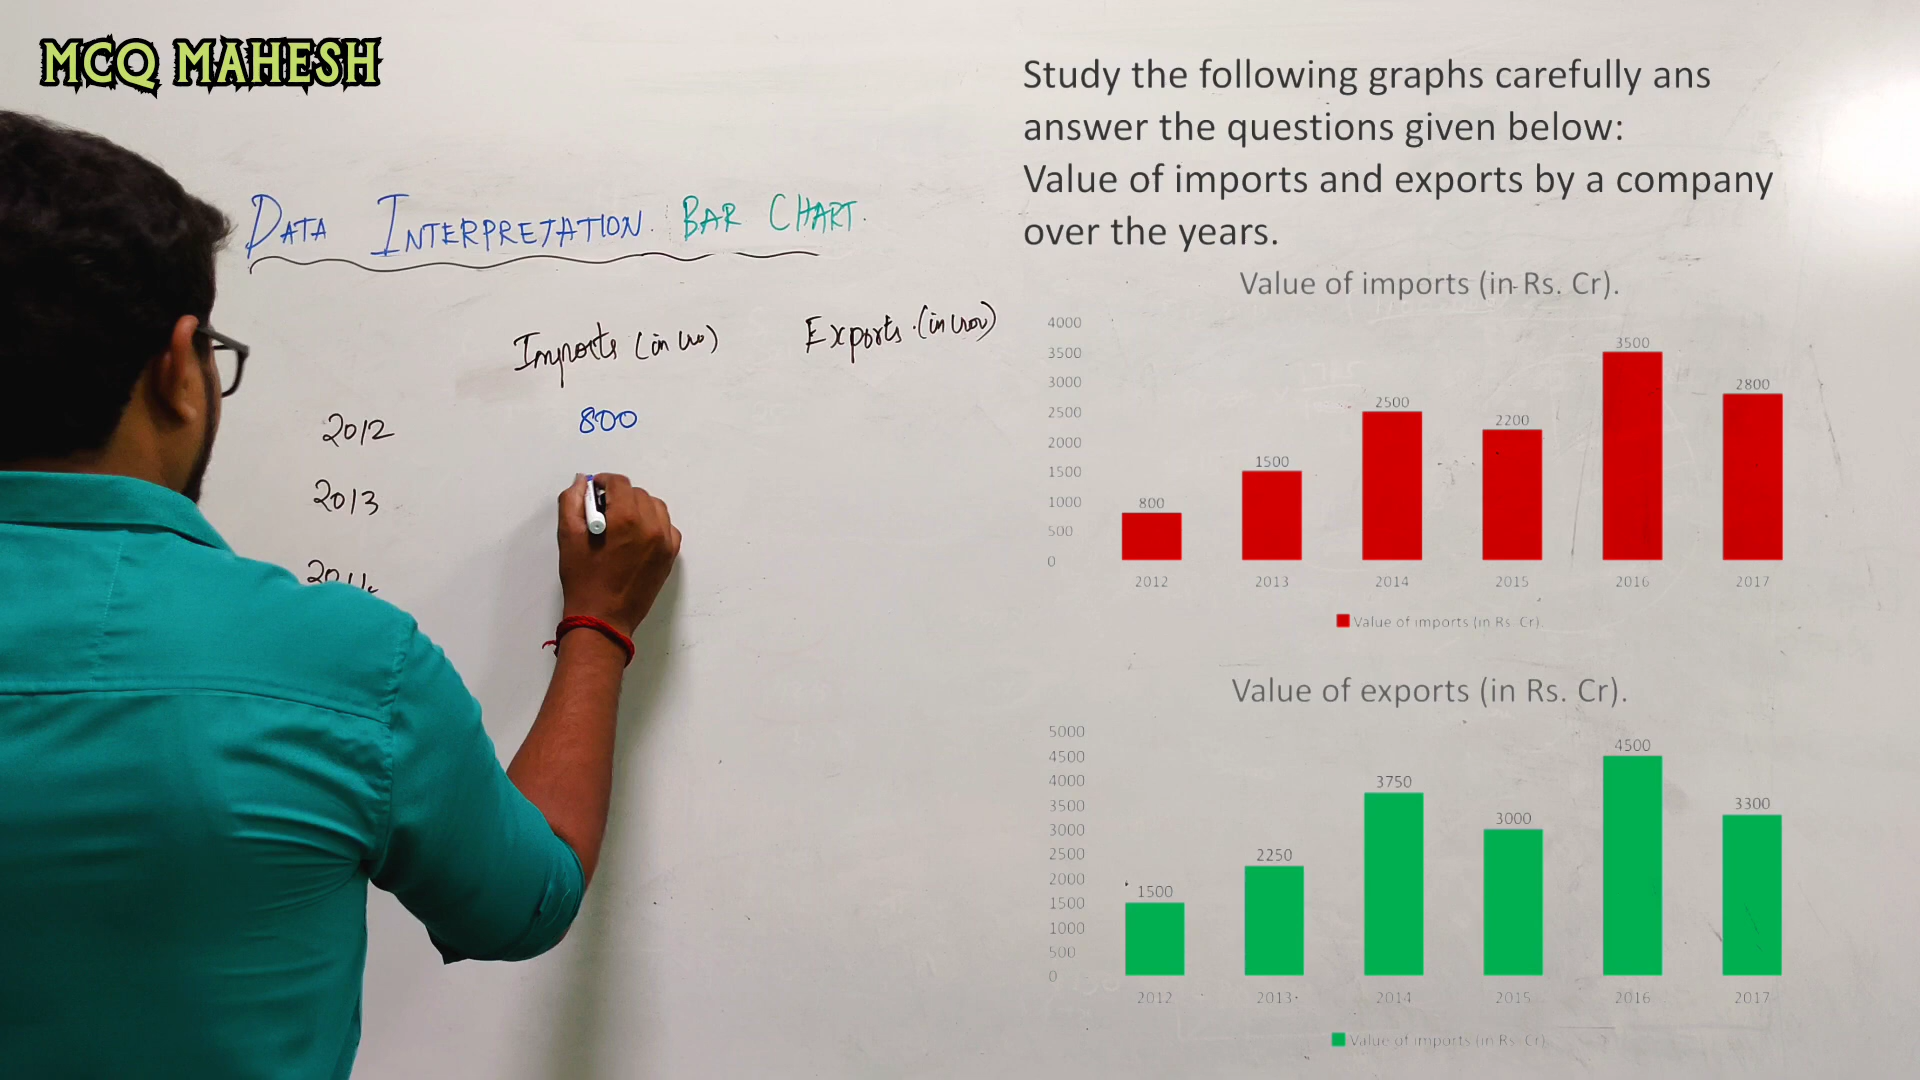 MCQ MAHESH
DATA INTERPRETATION. BAR CHART.
Imports (in cro) Exports. (in cror)
2012 800
2013
2014
Study the following graphs carefully ans
answer the questions given below:
Value of imports and exports by a company
over the years.
Value of imports (in Rs. Cr).
4000
3500
3000
2500
2000
1500
1000
500
0
800
1500
2500
2200
3500
2800
2012 2013 2014 2015 2016 2017
Value of imports (in Rs. Cr).
Value of exports (in Rs. Cr).
5000
4500
4000
3500
3000
2500
2000
1500
1000
500
0
1500
2250
3750
3000
4500
3300
2012 2013 2014 2015 2016 2017
Value of imports (in Rs. Cr).